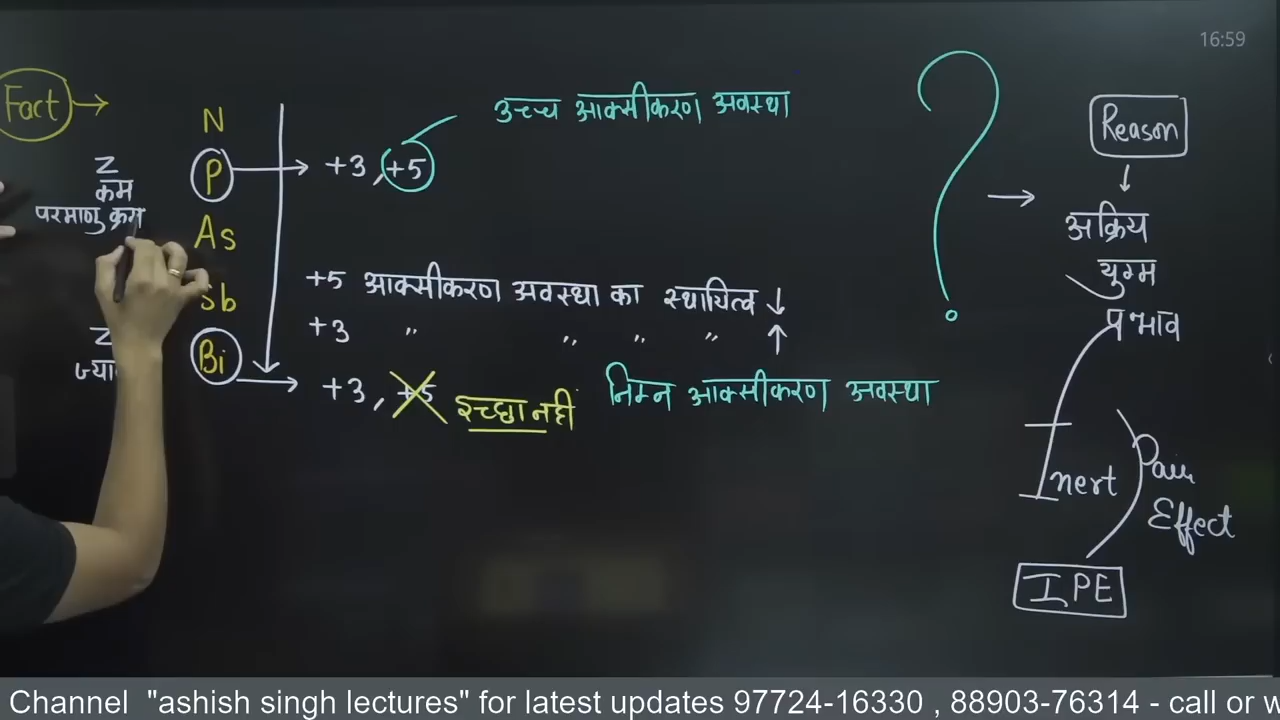 16:59
Fact →
N
P → +3, +5
उच्च आक्सीकरण अवस्था
Z
कम
परमाणु क्रम
As
Sb
+5 आक्सीकरण अवस्था का स्थायित्व ↓
+3 " " " " ↑
Z
Bi → +3, +5 इच्छा नहीं
निम्न आक्सीकरण अवस्था
?
→
Reason
↓
अक्रिय
युग्म
प्रभाव
Inert Pair
Effect
IPE
Channel "ashish singh lectures" for latest updates 97724-16330 , 88903-76314 - call or w